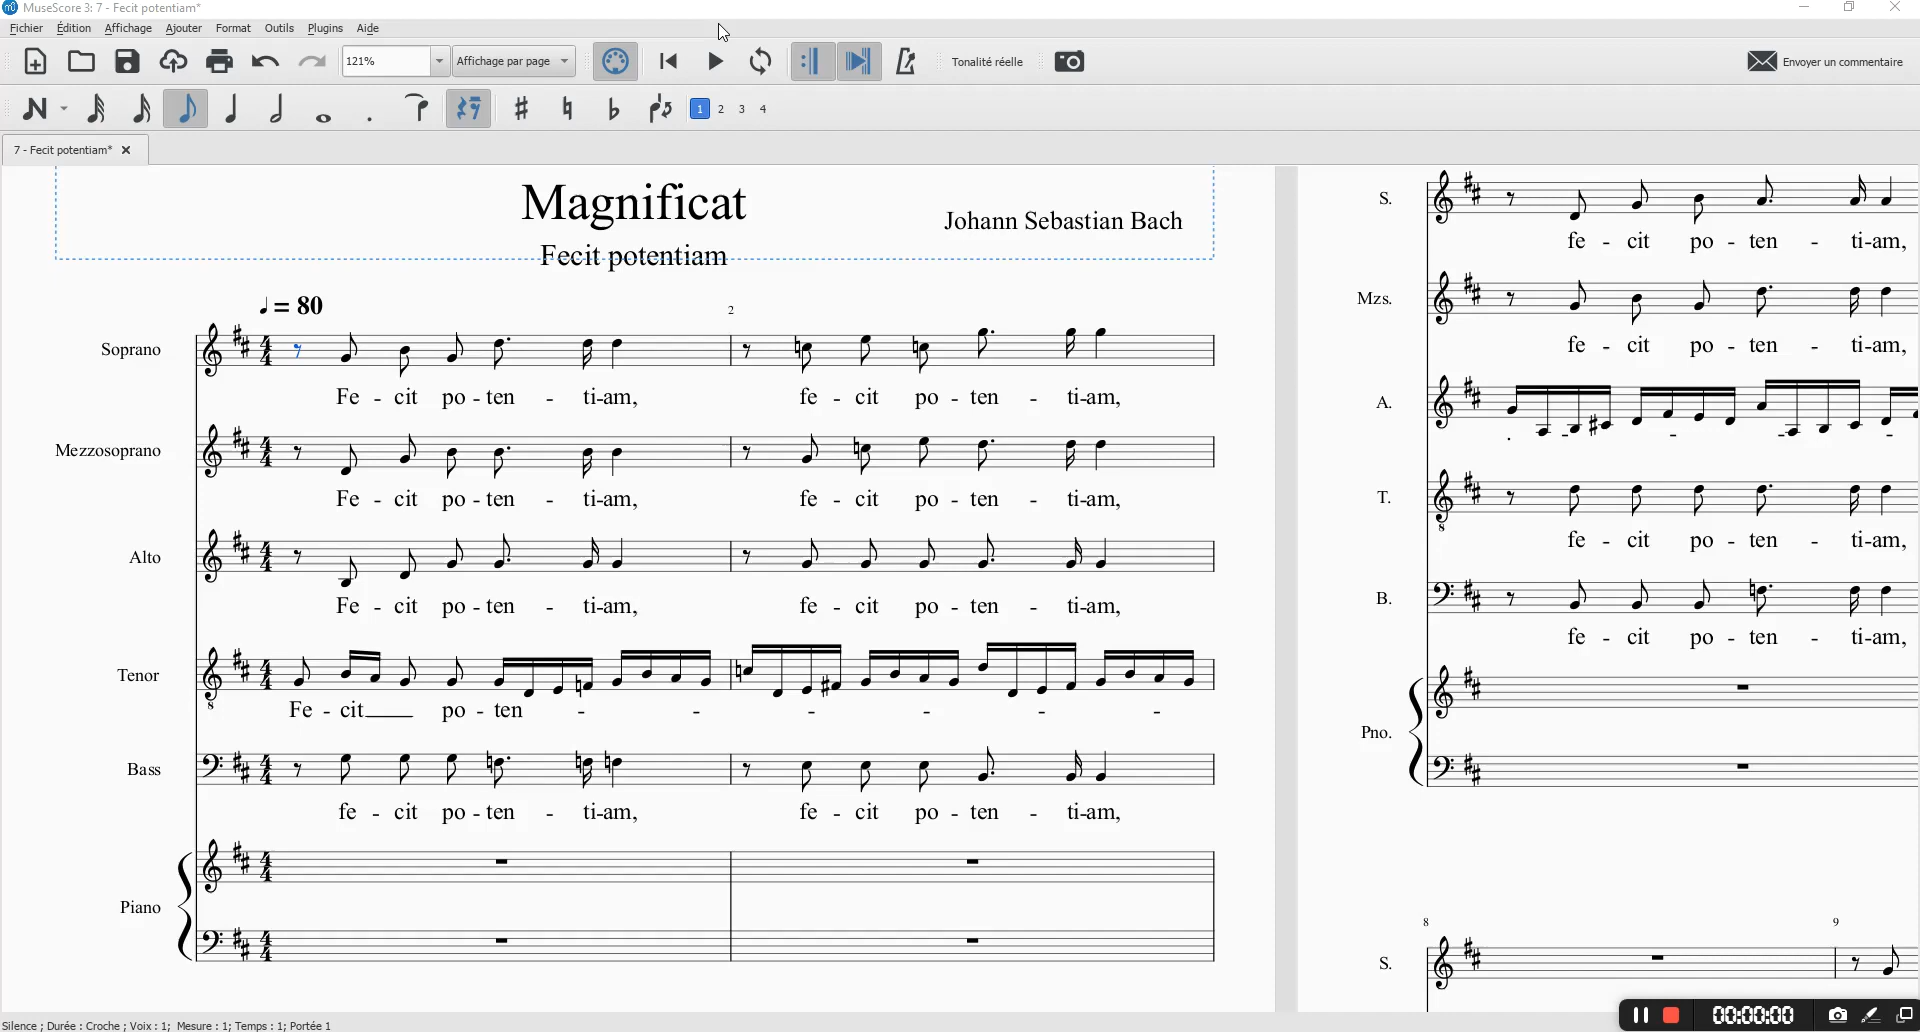 MuseScore 3: 7 - Fecit potentiam*
Fichier Édition Affichage Ajouter Format Outils Plugins Aide
121% Affichage par page Tonalité réelle Envoyer un commentaire
1 2 3 4
7 - Fecit potentiam*
Magnificat
Johann Sebastian Bach
Fecit potentiam
= 80
2
Soprano
Fe - cit po - ten - ti-am, fe - cit po - ten - ti-am,
Mezzosoprano
Fe - cit po - ten - ti-am, fe - cit po - ten - ti-am,
Alto
Fe - cit po - ten - ti-am, fe - cit po - ten - ti-am,
Tenor
Fe - cit po - ten - - - - - -
Bass
fe - cit po - ten - ti-am, fe - cit po - ten - ti-am,
Piano
S.
fe - cit po - ten - ti-am,
Mzs.
fe - cit po - ten - ti-am,
A.
T.
fe - cit po - ten - ti-am,
B.
fe - cit po - ten - ti-am,
Pno.
8 9
S.
Silence ; Durée : Croche ; Voix : 1; Mesure : 1; Temps : 1; Portée 1
00:00:00